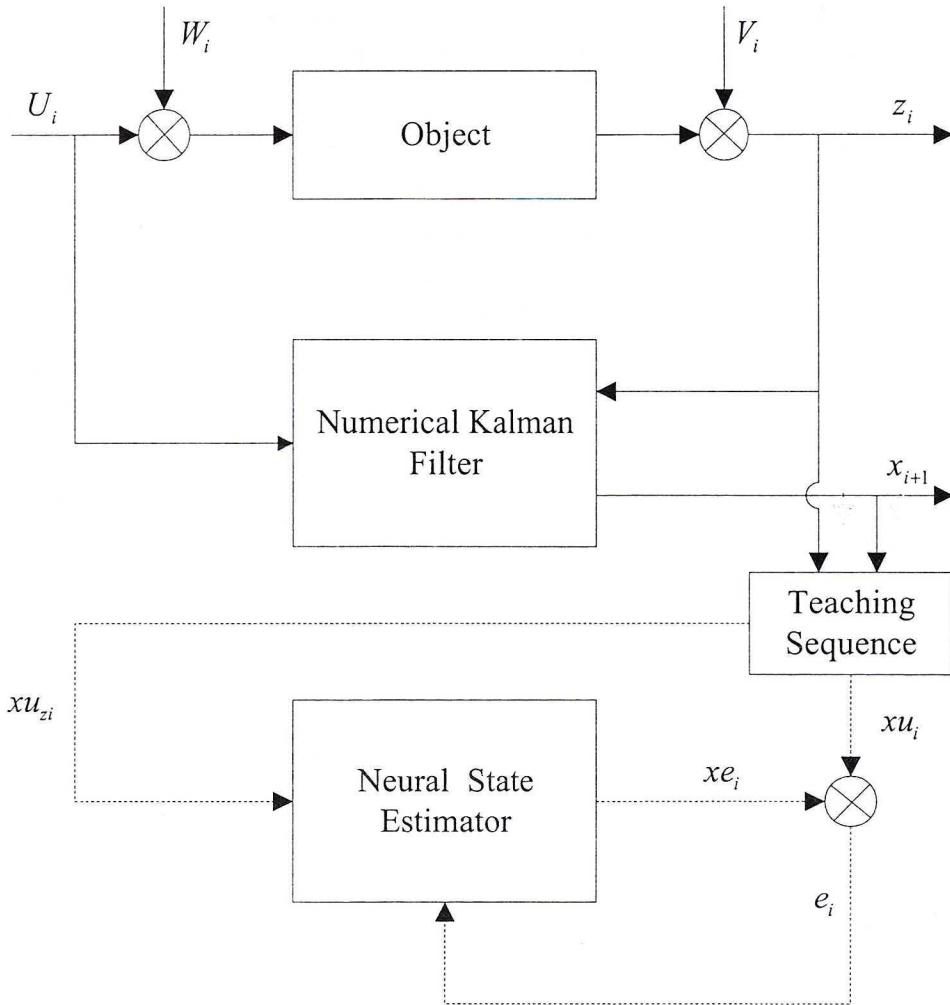 W_i
V_i
U_i
Object
z_i
Numerical Kalman
Filter
x_{i+1}
Teaching
Sequence
xu_{zi}
xu_i
Neural State
Estimator
xe_i
e_i